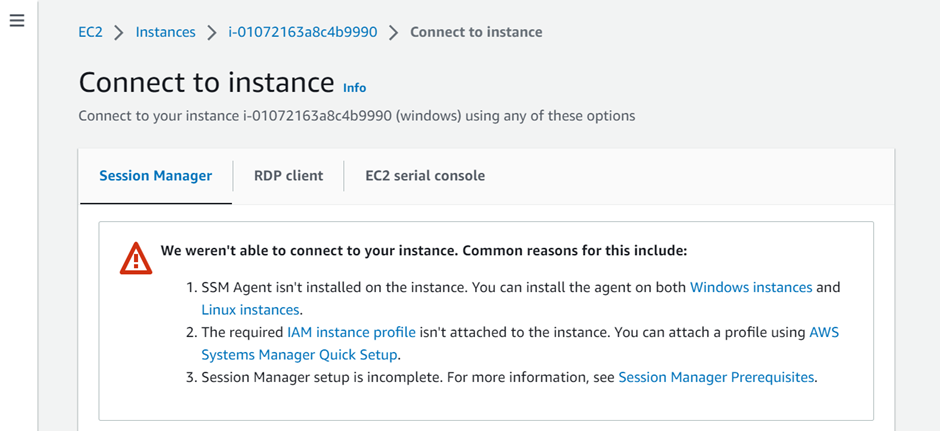 EC2 > Instances > i-01072163a8c4b9990 > Connect to instance
Connect to instance Info
Connect to your instance i-01072163a8c4b9990 (windows) using any of these options
Session Manager RDP client EC2 serial console
We weren't able to connect to your instance. Common reasons for this include:
1. SSM Agent isn't installed on the instance. You can install the agent on both Windows instances and
Linux instances.
2. The required IAM instance profile isn't attached to the instance. You can attach a profile using AWS
Systems Manager Quick Setup.
3. Session Manager setup is incomplete. For more information, see Session Manager Prerequisites.